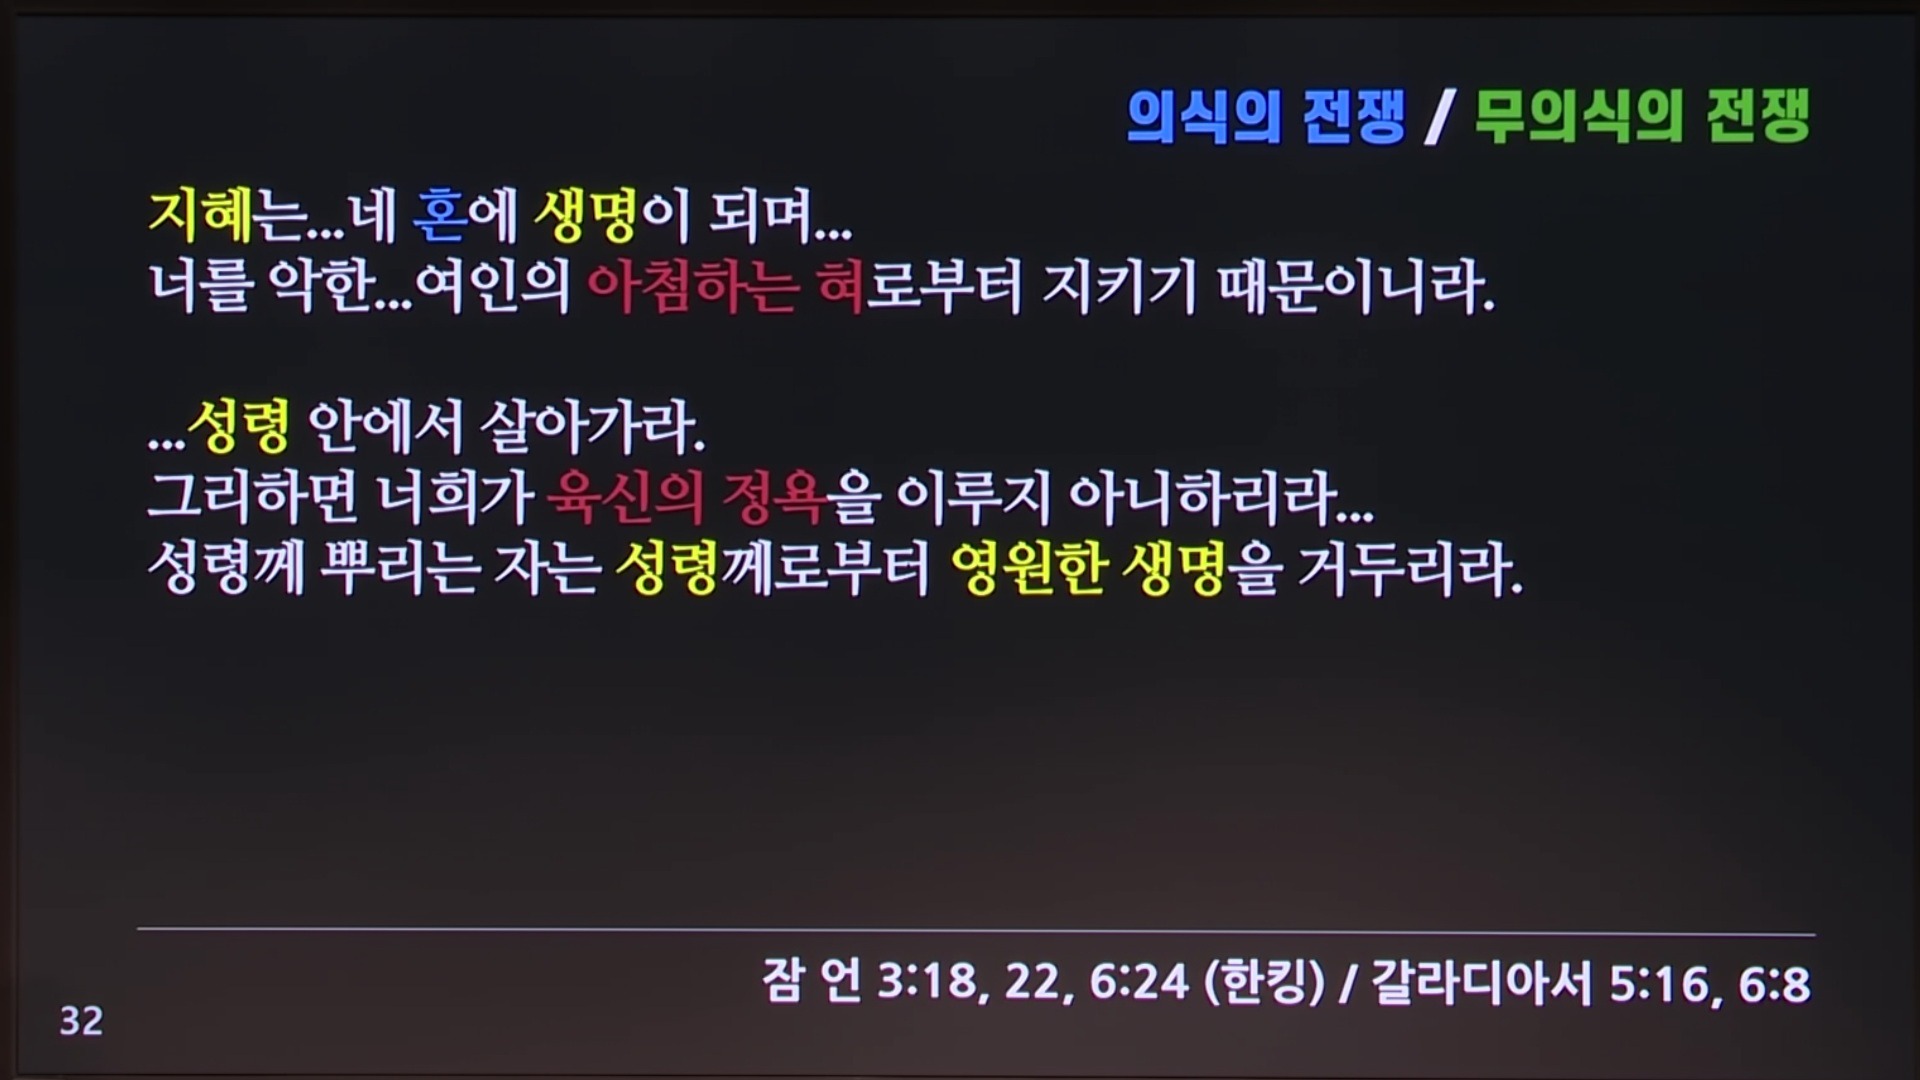 의식의 전쟁 / 무의식의 전쟁
지혜는...네 혼에 생명이 되며...
너를 악한...여인의 아첨하는 혀로부터 지키기 때문이니라.
...성령 안에서 살아가라.
그리하면 너희가 육신의 정욕을 이루지 아니하리라...
성령께 뿌리는 자는 성령께로부터 영원한 생명을 거두리라.
잠 언 3:18, 22, 6:24 (한킹) / 갈라디아서 5:16, 6:8
32